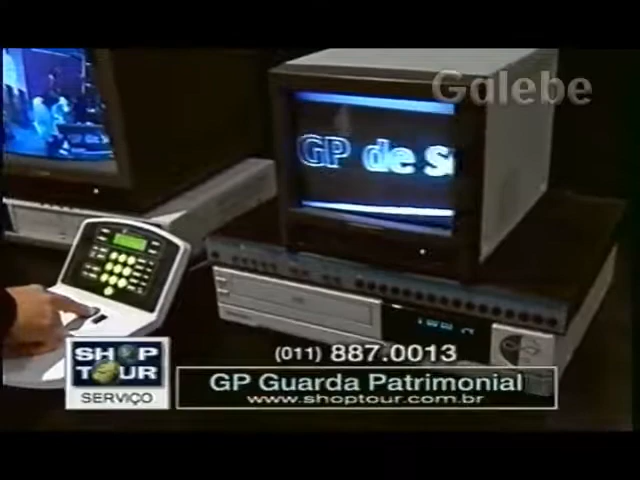 Galebe
GP de S
(011) 887.0013
SHOP
TOUR
SERVIÇO
GP Guarda Patrimonial
www.shoptour.com.br